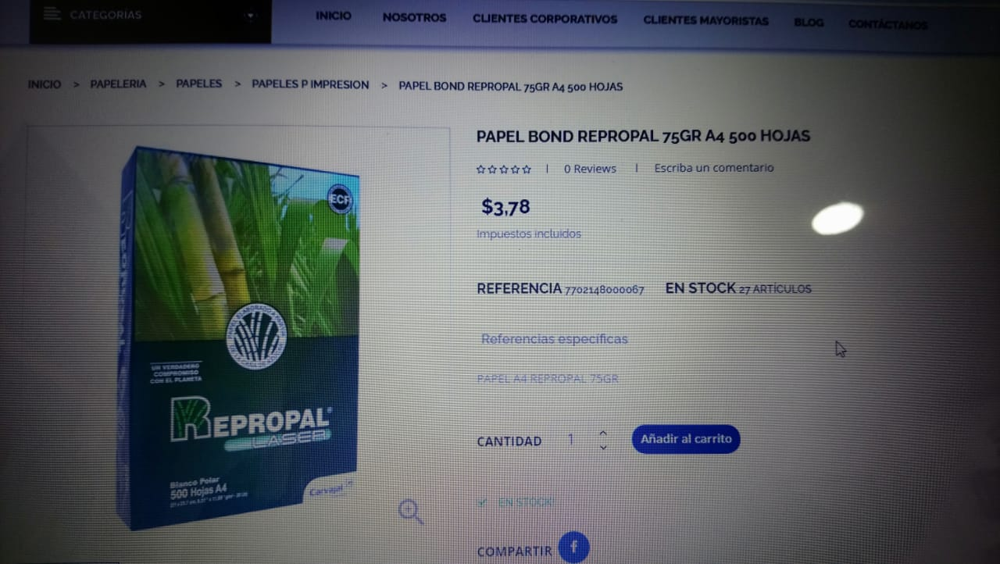 CATEGORÍAS
INICIO NOSOTROS CLIENTES CORPORATIVOS CLIENTES MAYORISTAS BLOG CONTÁCTANOS
INICIO > PAPELERIA > PAPELES > PAPELES P IMPRESION > PAPEL BOND REPROPAL 75GR A4 500 HOJAS
PAPEL BOND REPROPAL 75GR A4 500 HOJAS
0 Reviews | Escriba un comentario
$3,78
Impuestos incluidos
REFERENCIA 7702148000067 EN STOCK 27 ARTÍCULOS
Referencias específicas
PAPEL A4 REPROPAL 75GR
CANTIDAD 1 Añadir al carrito
EN STOCK!
COMPARTIR f
ECF
UN VERDADERO
COMPROMISO
CON EL PLANETA
REPROPAL®
LASER
Blanco Polar
500 Hojas A4
Carvajal